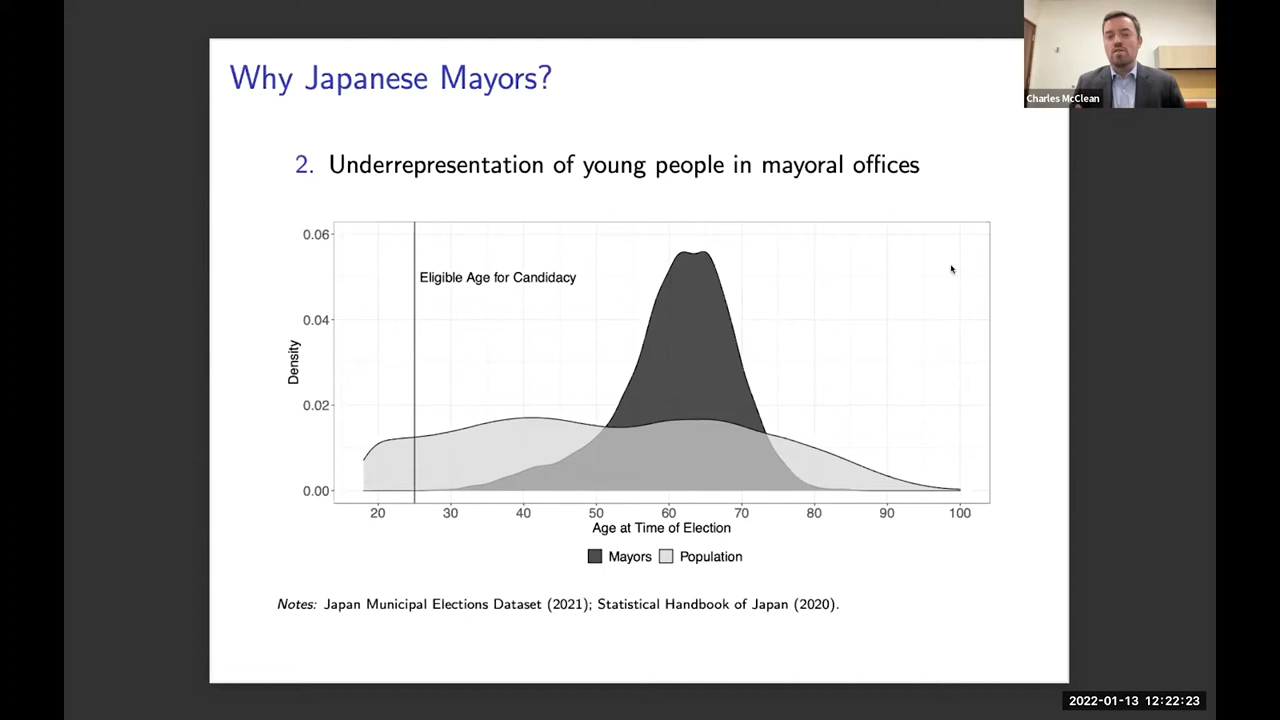 Why Japanese Mayors?
Charles McClean
2. Underrepresentation of young people in mayoral offices
0.06
0.04
0.02
0.00
Density
Eligible Age for Candidacy
20 30 40 50 60 70 80 90 100
Age at Time of Election
Mayors Population
Notes: Japan Municipal Elections Dataset (2021); Statistical Handbook of Japan (2020).
2022-01-13 12:22:23